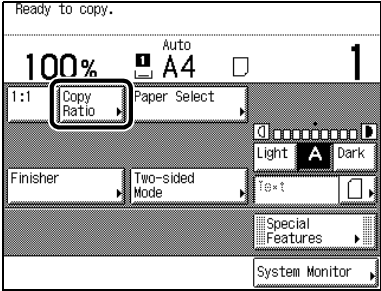 Ready to copy.
100% 1 Auto A4 1
1:1 Copy Ratio Paper Select
Light A Dark
Finisher Two-sided Mode Text
Special Features
System Monitor